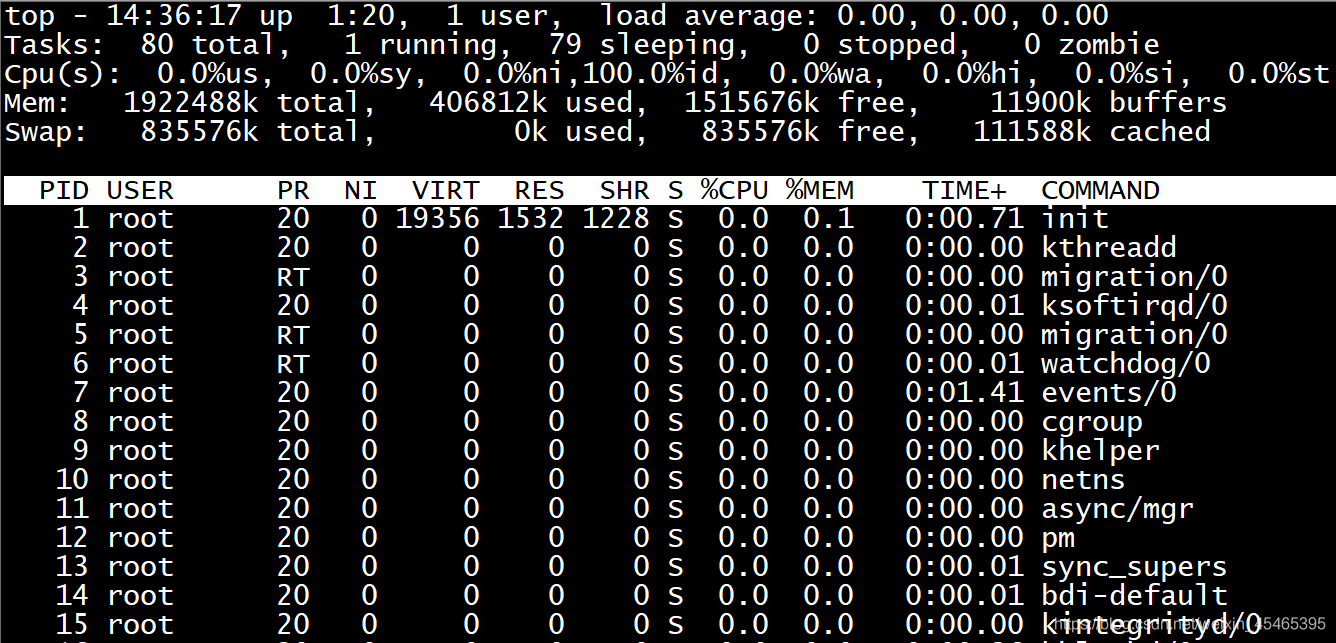 top - 14:36:17 up  1:20,  1 user,  load average: 0.00, 0.00, 0.00
Tasks:  80 total,   1 running,  79 sleeping,   0 stopped,   0 zombie
Cpu(s):  0.0%us,  0.0%sy,  0.0%ni,100.0%id,  0.0%wa,  0.0%hi,  0.0%si,  0.0%st
Mem:   1922488k total,   406812k used,  1515676k free,    11900k buffers
Swap:   835576k total,        0k used,   835576k free,   111588k cached
  PID USER      PR  NI  VIRT  RES  SHR S %CPU %MEM    TIME+  COMMAND
    1 root      20   0 19356 1532 1228 S  0.0  0.1   0:00.71 init
    2 root      20   0     0    0    0 S  0.0  0.0   0:00.00 kthreadd
    3 root      RT   0     0    0    0 S  0.0  0.0   0:00.00 migration/0
    4 root      20   0     0    0    0 S  0.0  0.0   0:00.01 ksoftirqd/0
    5 root      RT   0     0    0    0 S  0.0  0.0   0:00.00 migration/0
    6 root      RT   0     0    0    0 S  0.0  0.0   0:00.01 watchdog/0
    7 root      20   0     0    0    0 S  0.0  0.0   0:01.41 events/0
    8 root      20   0     0    0    0 S  0.0  0.0   0:00.00 cgroup
    9 root      20   0     0    0    0 S  0.0  0.0   0:00.00 khelper
   10 root      20   0     0    0    0 S  0.0  0.0   0:00.00 netns
   11 root      20   0     0    0    0 S  0.0  0.0   0:00.00 async/mgr
   12 root      20   0     0    0    0 S  0.0  0.0   0:00.00 pm
   13 root      20   0     0    0    0 S  0.0  0.0   0:00.01 sync_supers
   14 root      20   0     0    0    0 S  0.0  0.0   0:00.01 bdi-default
   15 root      20   0     0    0    0 S  0.0  0.0   0:00.00 kintegrityd/0